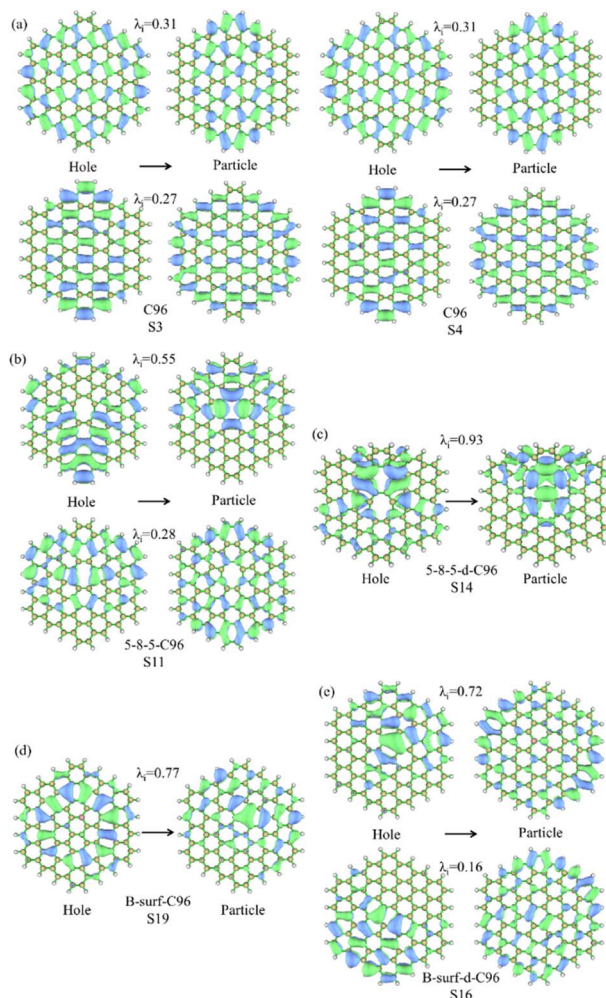 (a)
λi=0.31
Hole
Particle
λi=0.27
C96
S3
λi=0.31
Hole
Particle
λi=0.27
C96
S4
(b)
λi=0.55
Hole
Particle
λi=0.28
5-8-5-C96
S11
(c)
λi=0.93
Hole
Particle
5-8-5-d-C96
S14
(d)
λi=0.77
Hole
Particle
B-surf-C96
S19
(e)
λi=0.72
Hole
Particle
λi=0.16
B-surf-d-C96
S16